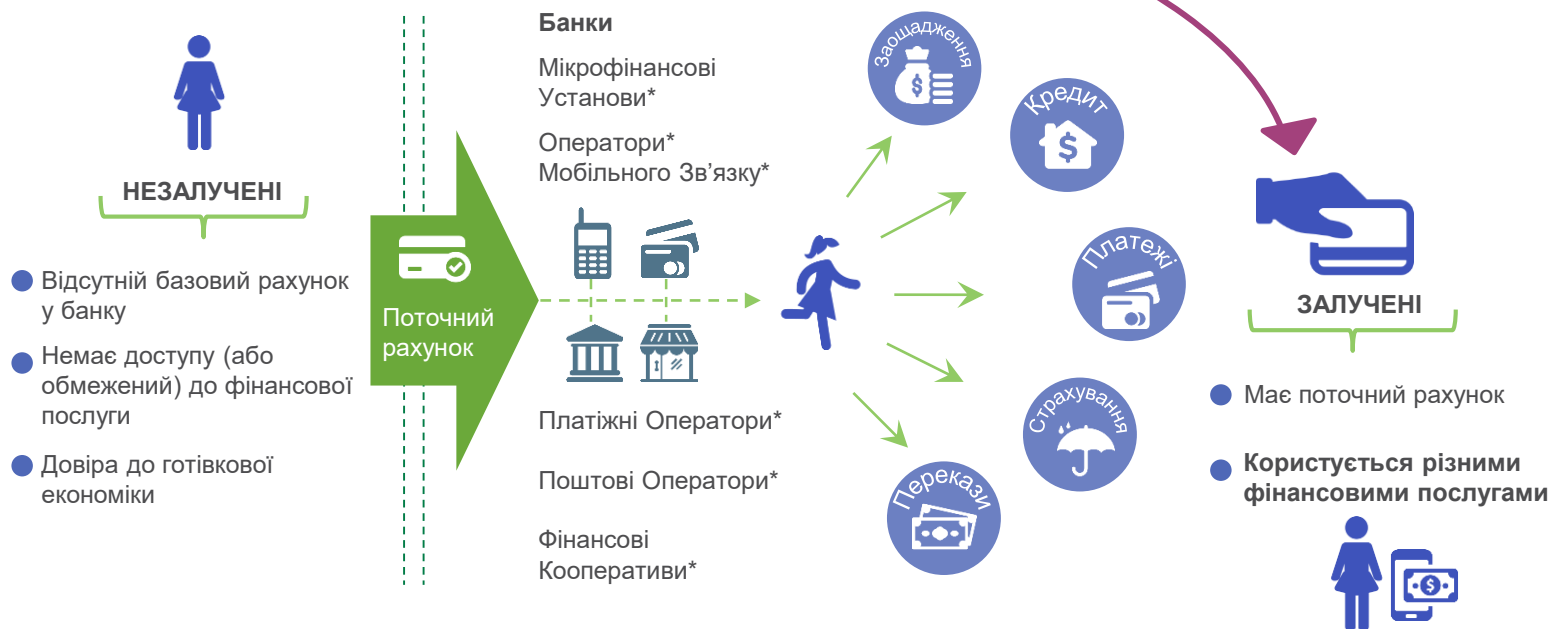 НЕЗАЛУЧЕНІ
Відсутній базовий рахунок
у банку
Немає доступу (або
обмежений) до фінансової
послуги
Довіра до готівкової
економіки
Поточний
рахунок
Банки
Мікрофінансові
Установи*
Оператори*
Мобільного Зв’язку*
Платіжні Оператори*
Поштові Оператори*
Фінансові
Кооперативи*
Заощадження
$
Кредит
$
Платежі
Страхування
Перекази
ЗАЛУЧЕНІ
Має поточний рахунок
Користується різними
фінансовими послугами
$